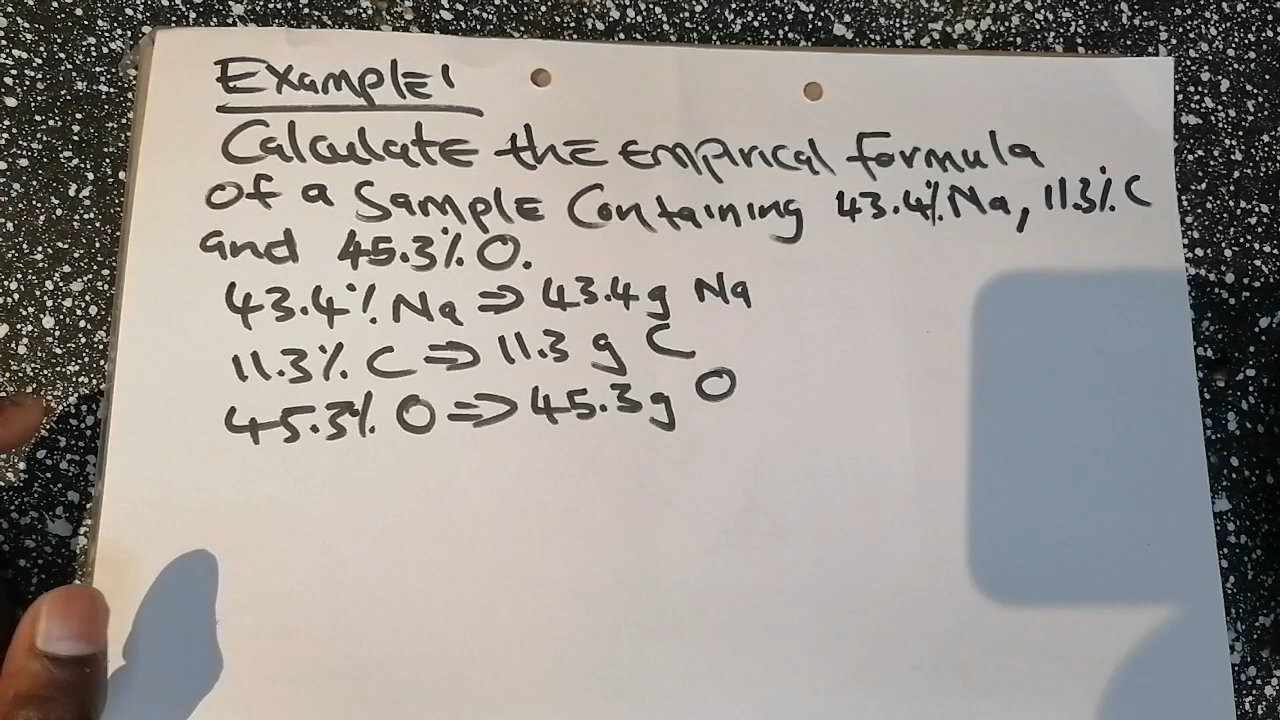 Example 1
Calculate the empirical formula
of a sample containing 43.4% Na, 11.3% C
and 45.3% O.
43.4% Na ⇒ 43.4g Na
11.3% C ⇒ 11.3 g C
45.3% O ⇒ 45.3g O